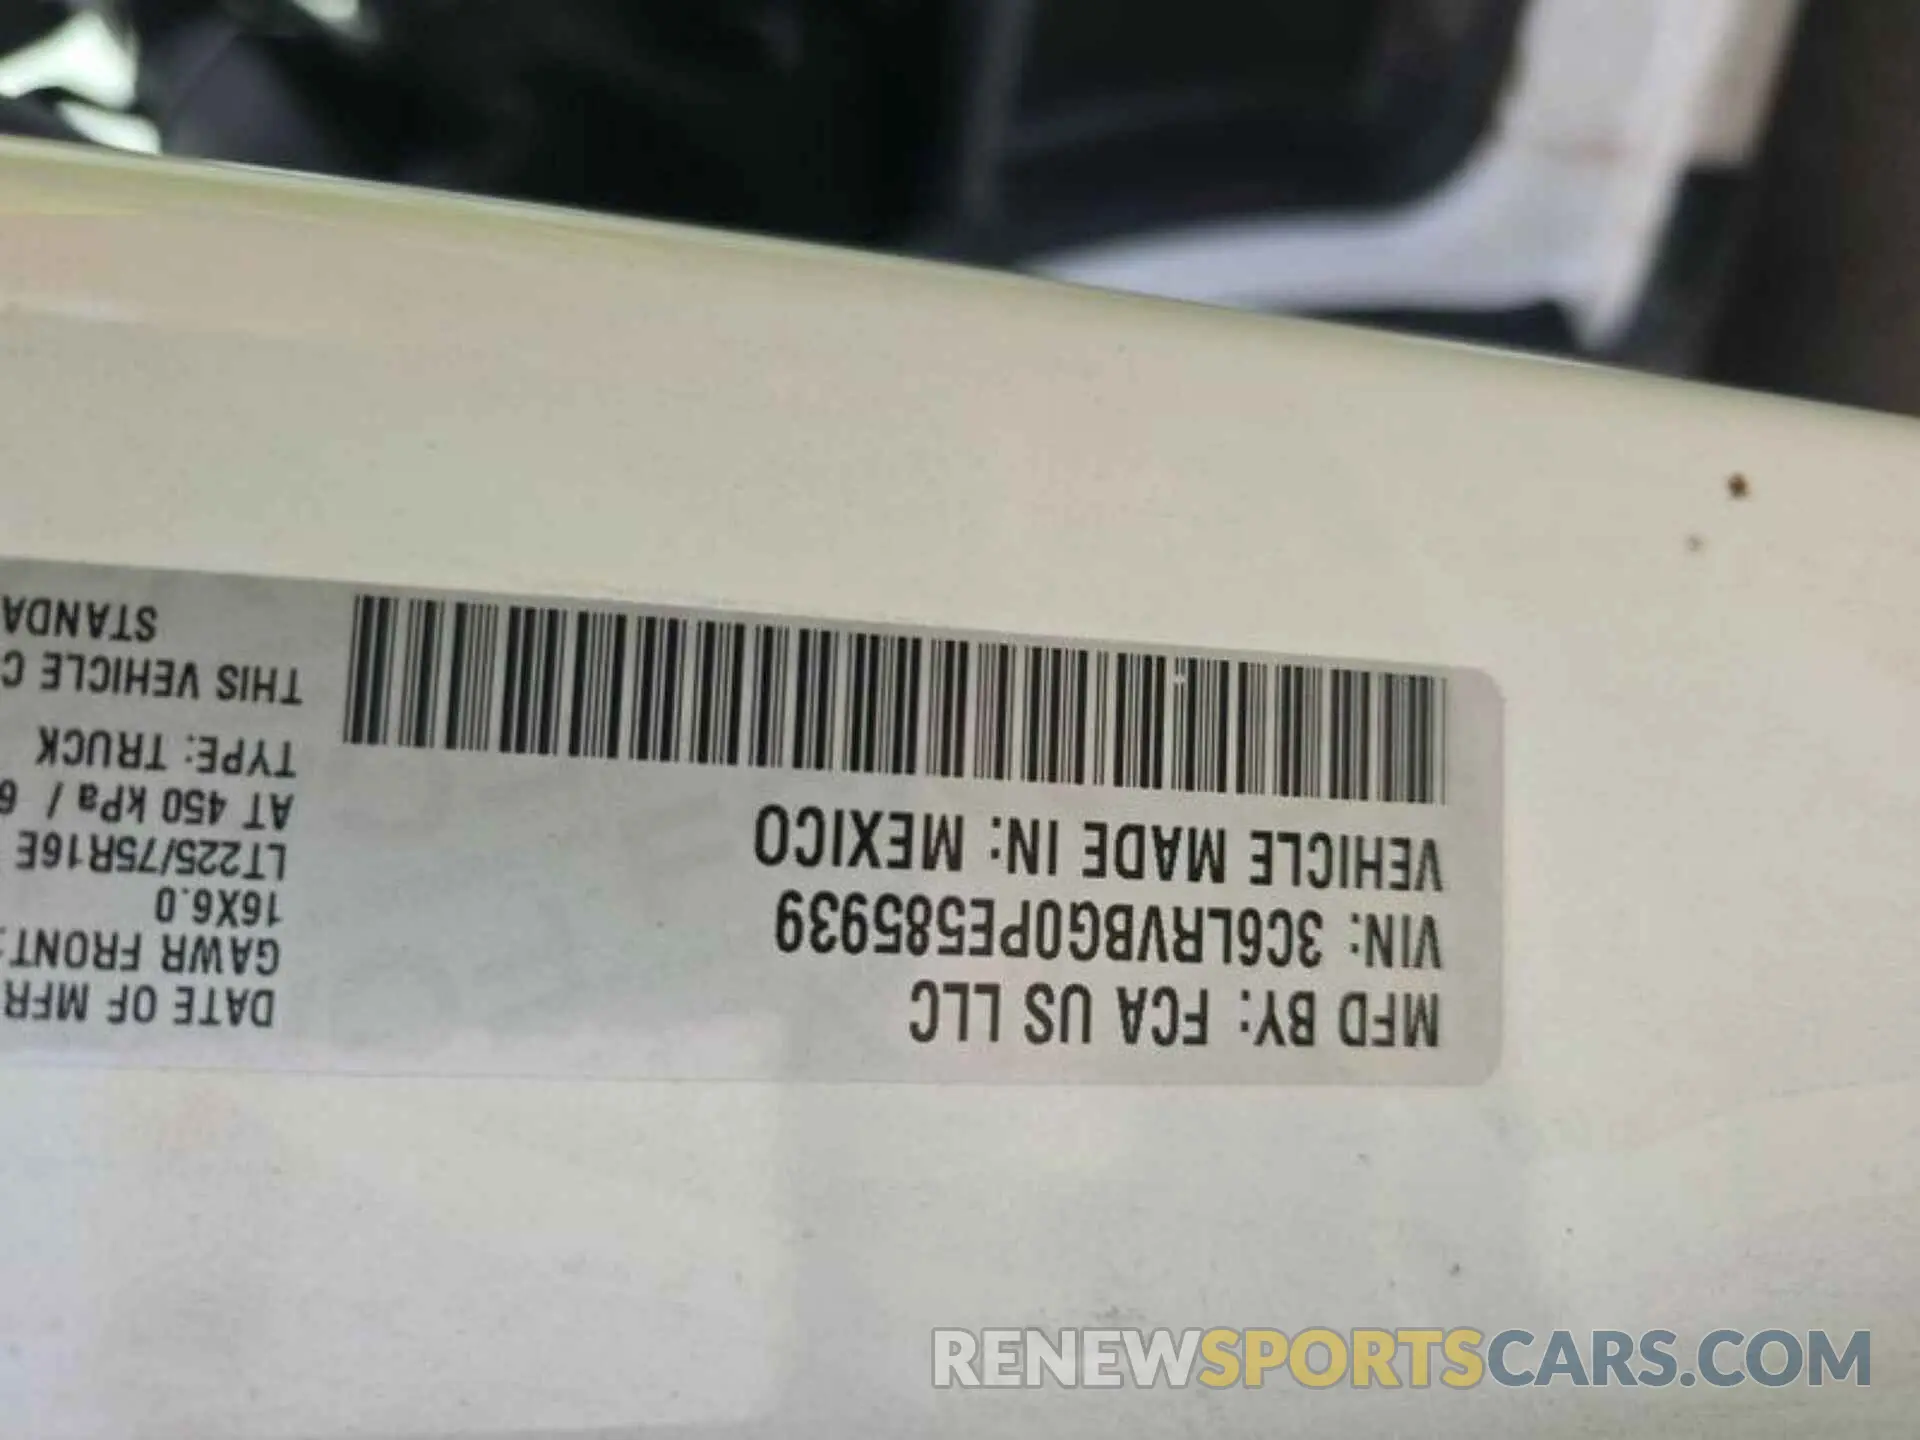 MFD BY: FCA US LLC
VIN: 3C6LRVBG0PE585939
VEHICLE MADE IN: MEXICO
DATE OF MFR
GAWR FRONT:
16X6.0
LT225/75R16E
AT 450 kPa / 6
TYPE: TRUCK
THIS VEHICLE C
STANDA
RENEWSPORTSCARS.COM